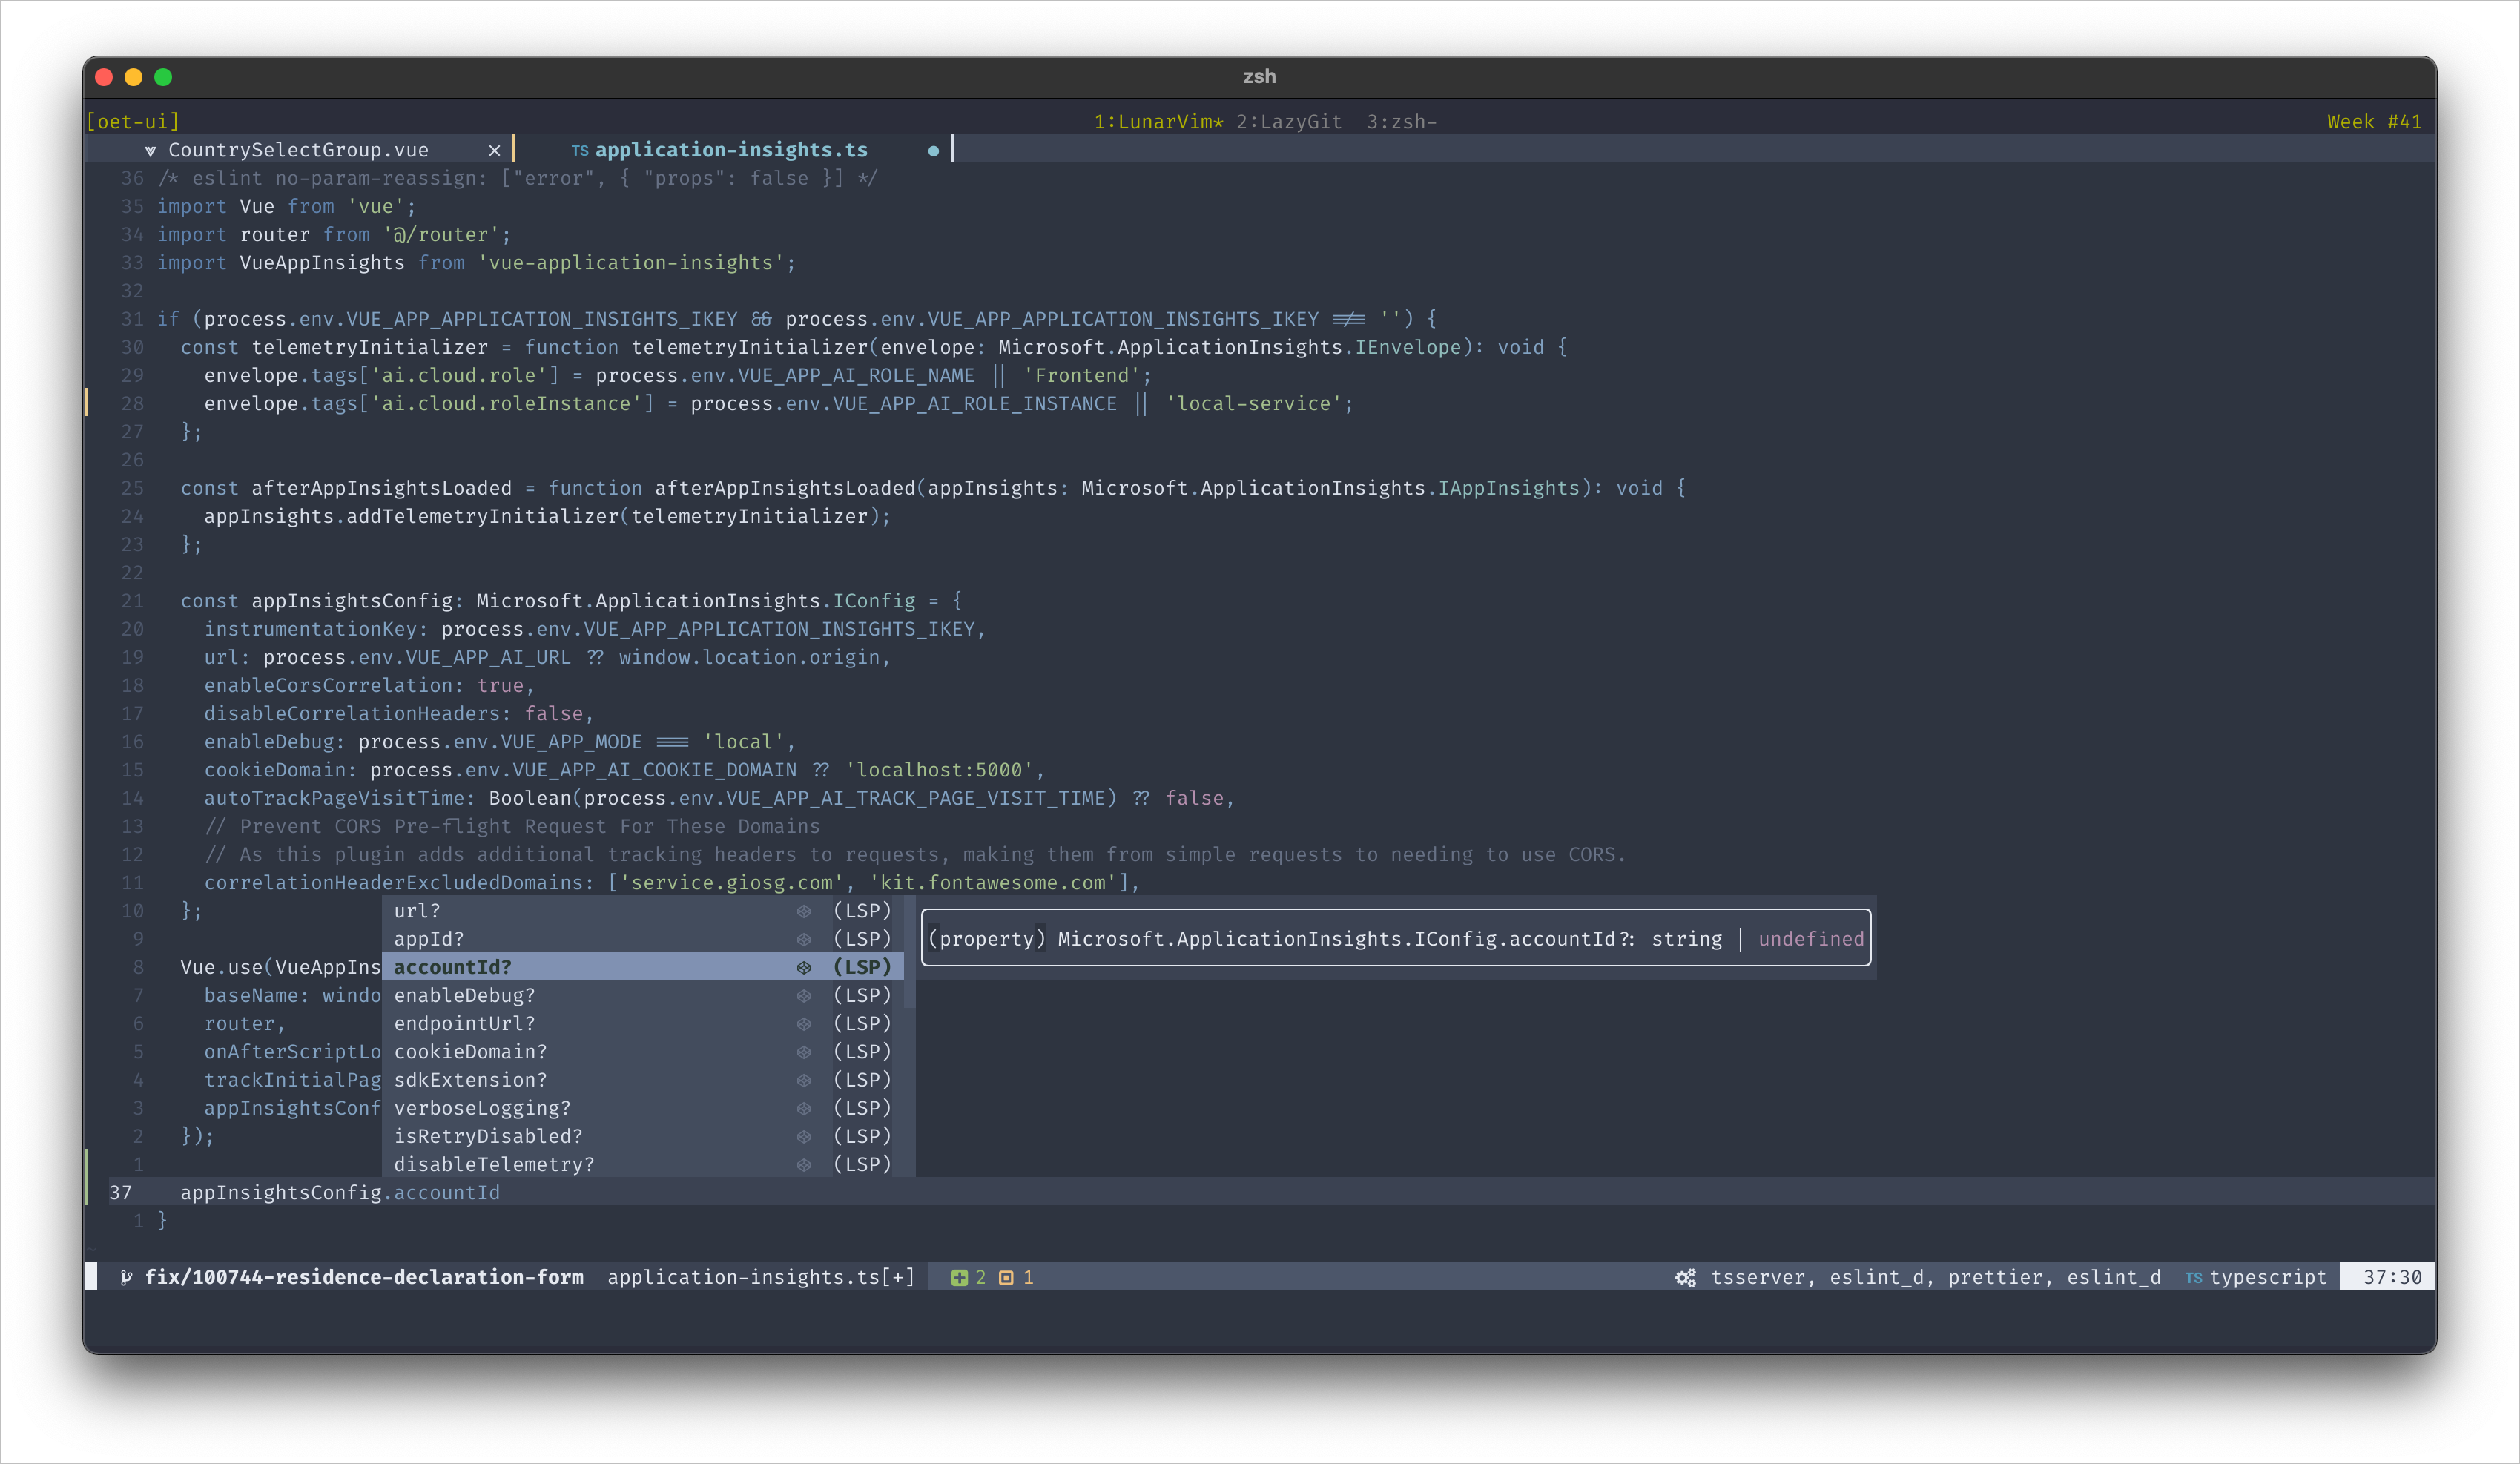 zsh
[oet-ui] 1:LunarVim* 2:LazyGit 3:zsh- Week #41
CountrySelectGroup.vue × TS application-insights.ts ●
36 /* eslint no-param-reassign: ["error", { "props": false }] */
35 import Vue from 'vue';
34 import router from '@/router';
33 import VueAppInsights from 'vue-application-insights';
32
31 if (process.env.VUE_APP_APPLICATION_INSIGHTS_IKEY && process.env.VUE_APP_APPLICATION_INSIGHTS_IKEY !== '') {
30   const telemetryInitializer = function telemetryInitializer(envelope: Microsoft.ApplicationInsights.IEnvelope): void {
29     envelope.tags['ai.cloud.role'] = process.env.VUE_APP_AI_ROLE_NAME || 'Frontend';
28     envelope.tags['ai.cloud.roleInstance'] = process.env.VUE_APP_AI_ROLE_INSTANCE || 'local-service';
27   };
26
25   const afterAppInsightsLoaded = function afterAppInsightsLoaded(appInsights: Microsoft.ApplicationInsights.IAppInsights): void {
24     appInsights.addTelemetryInitializer(telemetryInitializer);
23   };
22
21   const appInsightsConfig: Microsoft.ApplicationInsights.IConfig = {
20     instrumentationKey: process.env.VUE_APP_APPLICATION_INSIGHTS_IKEY,
19     url: process.env.VUE_APP_AI_URL ?? window.location.origin,
18     enableCorsCorrelation: true,
17     disableCorrelationHeaders: false,
16     enableDebug: process.env.VUE_APP_MODE === 'local',
15     cookieDomain: process.env.VUE_APP_AI_COOKIE_DOMAIN ?? 'localhost:5000',
14     autoTrackPageVisitTime: Boolean(process.env.VUE_APP_AI_TRACK_PAGE_VISIT_TIME) ?? false,
13     // Prevent CORS Pre-flight Request For These Domains
12     // As this plugin adds additional tracking headers to requests, making them from simple requests to needing to use CORS.
11     correlationHeaderExcludedDomains: ['service.giosg.com', 'kit.fontawesome.com'],
10   }; url? (LSP)
9 appId? (LSP) (property) Microsoft.ApplicationInsights.IConfig.accountId?: string | undefined
8   Vue.use(VueAppIns accountId? (LSP)
7     baseName: windo enableDebug? (LSP)
6     router, endpointUrl? (LSP)
5     onAfterScriptLo cookieDomain? (LSP)
4     trackInitialPag sdkExtension? (LSP)
3     appInsightsConf verboseLogging? (LSP)
2   }); isRetryDisabled? (LSP)
1 disableTelemetry? (LSP)
37   appInsightsConfig.accountId
1 }
~
fix/100744-residence-declaration-form application-insights.ts[+] 2 1 tsserver, eslint_d, prettier, eslint_d TS typescript 37:30